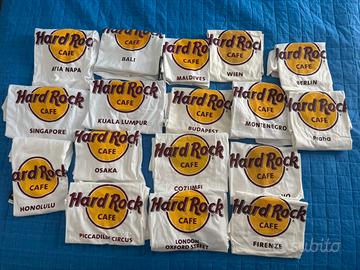 Hard Rock
CAFE
AYIA NAPA
Hard Rock
CAFE
BALI
Hard Rock
CAFE
MALDIVES
Hard Rock
CAFE
WIEN
Hard Rock
CAFE
BERLIN
Hard Rock
CAFE
SINGAPORE
Hard Rock
CAFE
KUALA LUMPUR
Hard Rock
CAFE
BUDAPEST
Hard Rock
CAFE
MONTENEGRO
Hard Rock
CAFE
Praha
ard Rock
CAFE
HONOLULU
Hard Rock
CAFE
OSAKA
Hard Rock
CAFE
COZUMEL
Hard Rock
CAFE
Hard Rock
CAFE
PICCADILLY CIRCUS
Hard Rock
CAFE
LONDON
OXFORD STREET
Hard Rock
CAFE
FIRENZE
subito